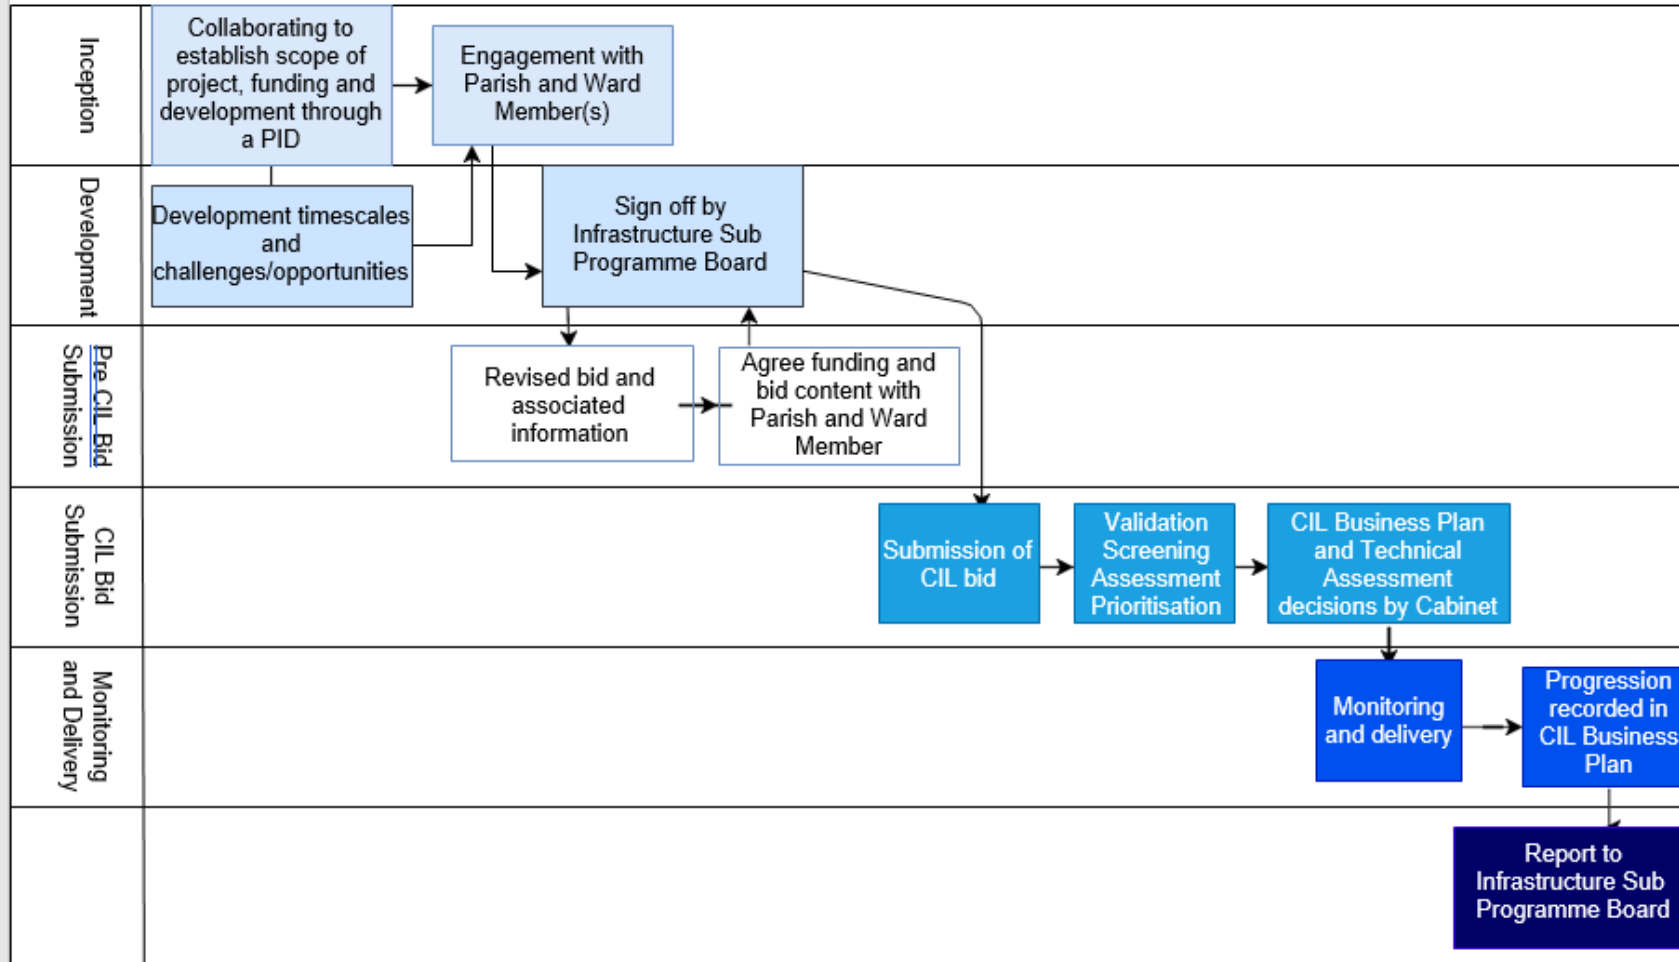 Inception
Collaborating to
establish scope of
project, funding and
development through
a PID
Engagement with
Parish and Ward
Member(s)
Development
Development timescales
and
challenges/opportunities
Sign off by
Infrastructure Sub
Programme Board
Pre CIL Bid
Submission
Revised bid and
associated
information
Agree funding and
bid content with
Parish and Ward
Member
CIL Bid
Submission
Submission of
CIL bid
Validation
Screening
Assessment
Prioritisation
CIL Business Plan
and Technical
Assessment
decisions by Cabinet
Monitoring
and Delivery
Monitoring
and delivery
Progression
recorded in
CIL Business
Plan
Report to
Infrastructure Sub
Programme Board